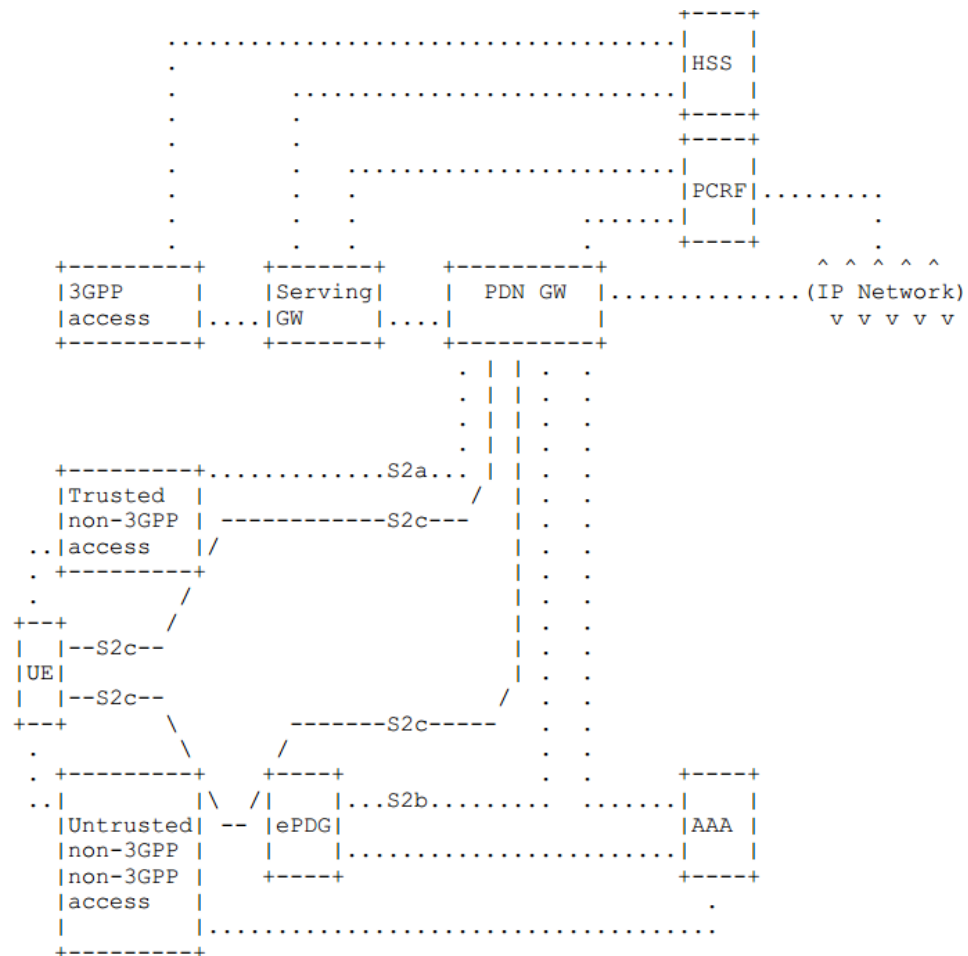 HSS
PCRF
3GPP Serving PDN GW (IP Network)
access GW
S2a
Trusted
non-3GPP S2c
access
S2c
UE
S2c
S2c
S2b
Untrusted ePDG AAA
non-3GPP
non-3GPP
access